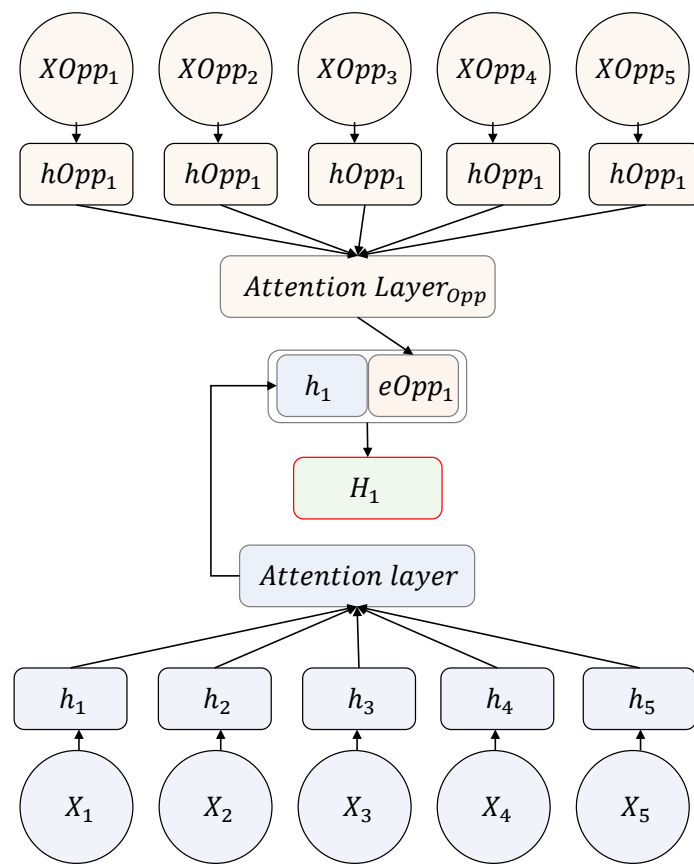 XOpp₁ XOpp₂ XOpp₃ XOpp₄ XOpp₅
hOpp₁ hOpp₁ hOpp₁ hOpp₁ hOpp₁
Attention Layer_Opp
h₁ eOpp₁
H₁
Attention layer
h₁ h₂ h₃ h₄ h₅
X₁ X₂ X₃ X₄ X₅